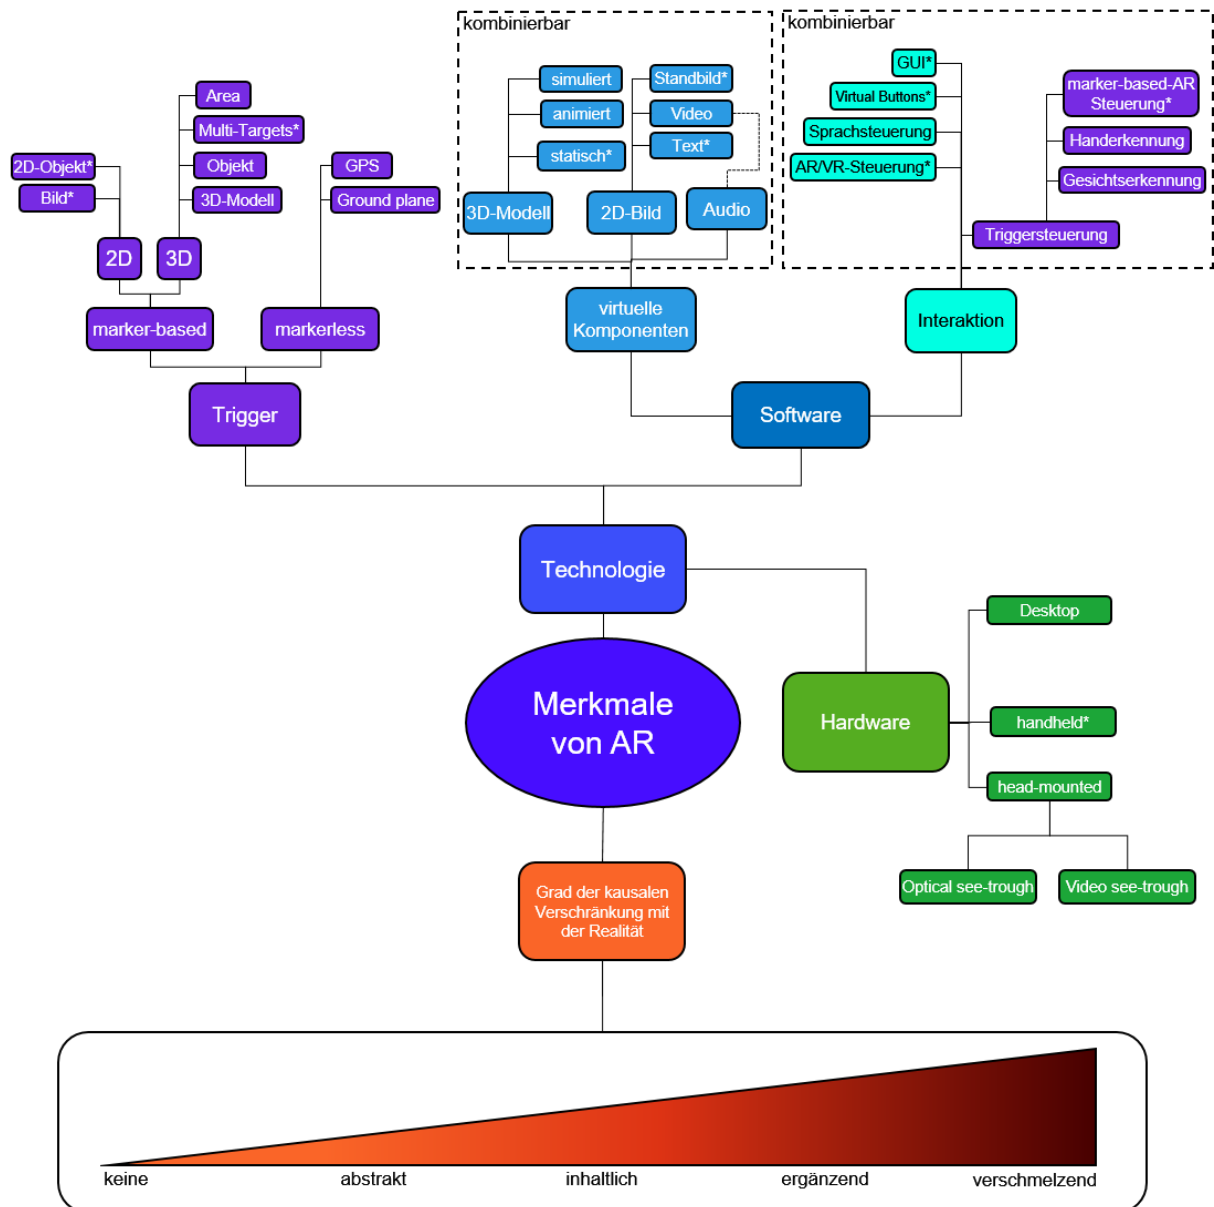 kombinierbar
kombinierbar
Area
Multi-Targets*
2D-Objekt*
Bild*
Objekt
3D-Modell
GPS
Ground plane
2D
3D
marker-based
markerless
Trigger
simuliert
animiert
statisch*
Standbild*
Video
Text*
3D-Modell
2D-Bild
Audio
virtuelle
Komponenten
GUI*
Virtual Buttons*
Sprachsteuerung
AR/VR-Steuerung*
marker-based-AR
Steuerung*
Handerkennung
Gesichtserkennung
Triggersteuerung
Interaktion
Software
Technologie
Merkmale
von AR
Hardware
Desktop
handheld*
head-mounted
Optical see-trough
Video see-trough
Grad der kausalen
Verschränkung mit
der Realität
keine
abstrakt
inhaltlich
ergänzend
verschmelzend